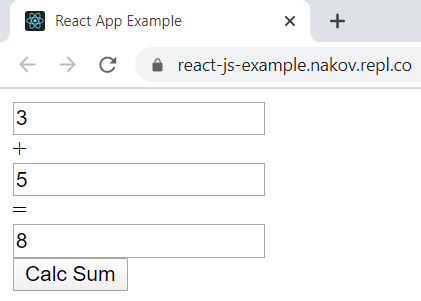 React App Example
react-js-example.nakov.repl.co
3
+
5
=
8
Calc Sum